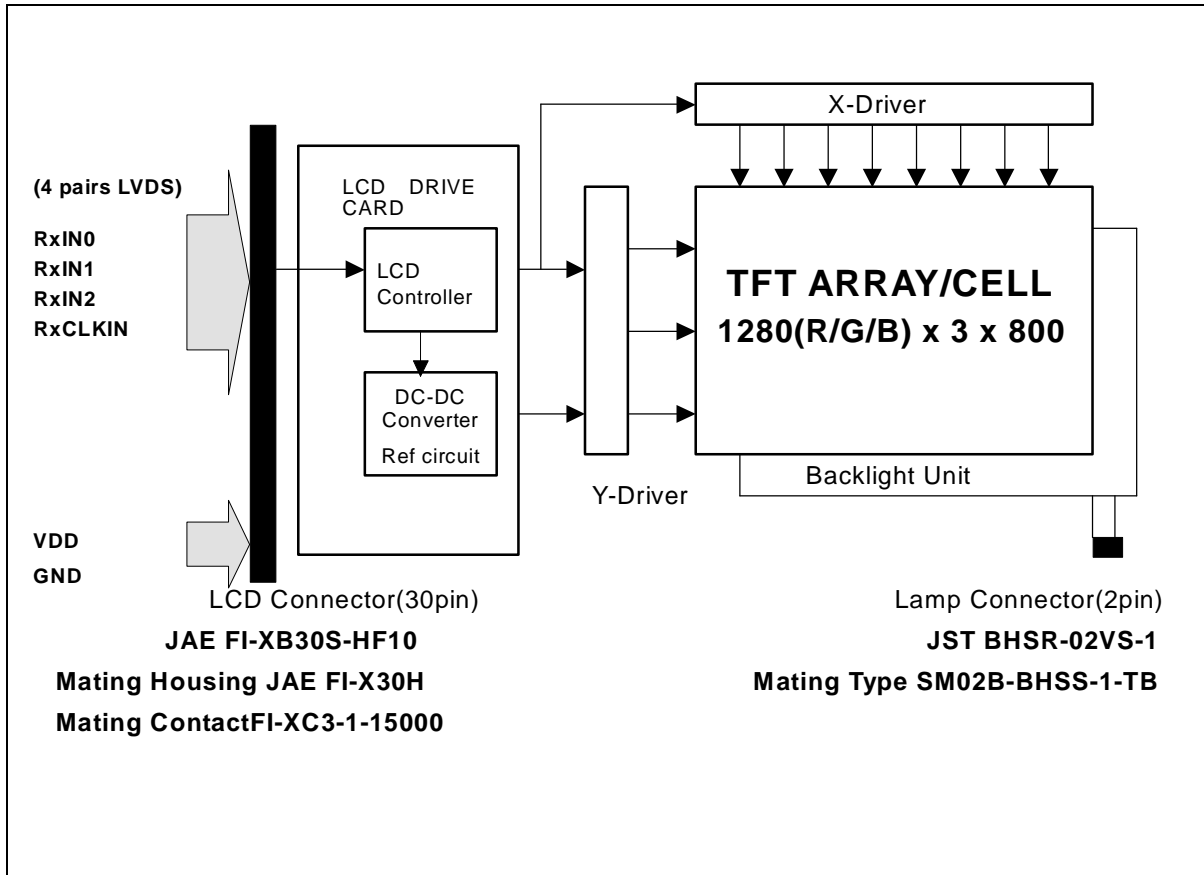 X-Driver
(4 pairs LVDS)
RxIN0
RxIN1
RxIN2
RxCLKIN
LCD DRIVE
CARD
LCD
Controller
DC-DC
Converter
Ref circuit
TFT ARRAY/CELL
1280(R/G/B) x 3 x 800
Backlight Unit
Y-Driver
VDD
GND
LCD Connector(30pin)
JAE FI-XB30S-HF10
Mating Housing JAE FI-X30H
Mating ContactFI-XC3-1-15000
Lamp Connector(2pin)
JST BHSR-02VS-1
Mating Type SM02B-BHSS-1-TB